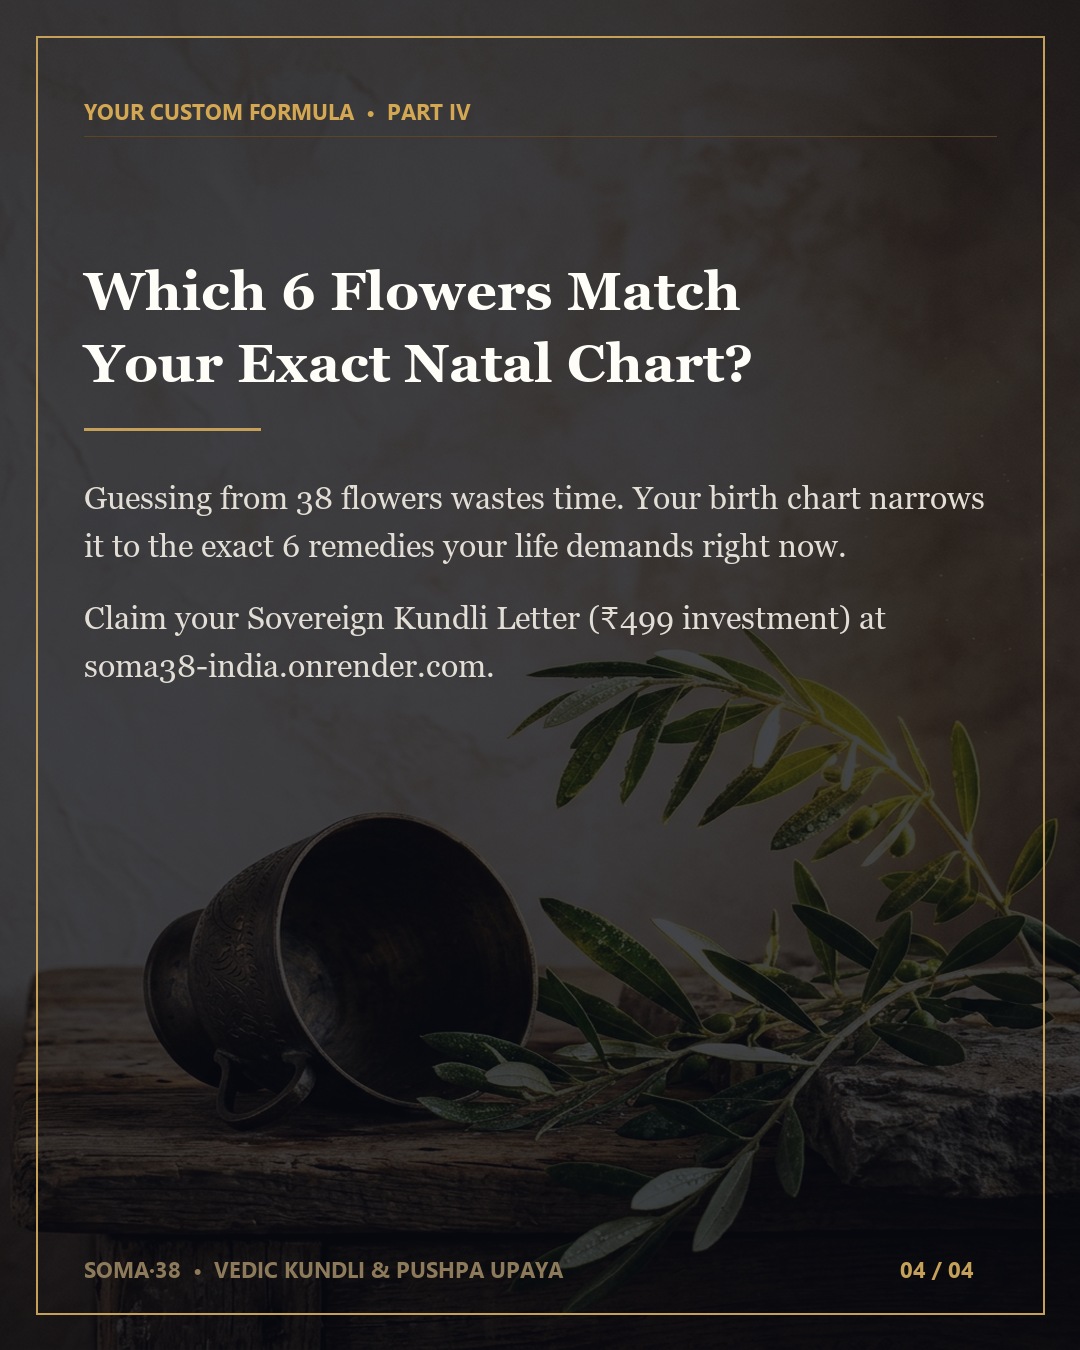 YOUR CUSTOM FORMULA • PART IV
Which 6 Flowers Match
Your Exact Natal Chart?
Guessing from 38 flowers wastes time. Your birth chart narrows
it to the exact 6 remedies your life demands right now.
Claim your Sovereign Kundli Letter (₹499 investment) at
soma38-india.onrender.com.
SOMA·38 • VEDIC KUNDLI & PUSHPA UPAYA
04 / 04